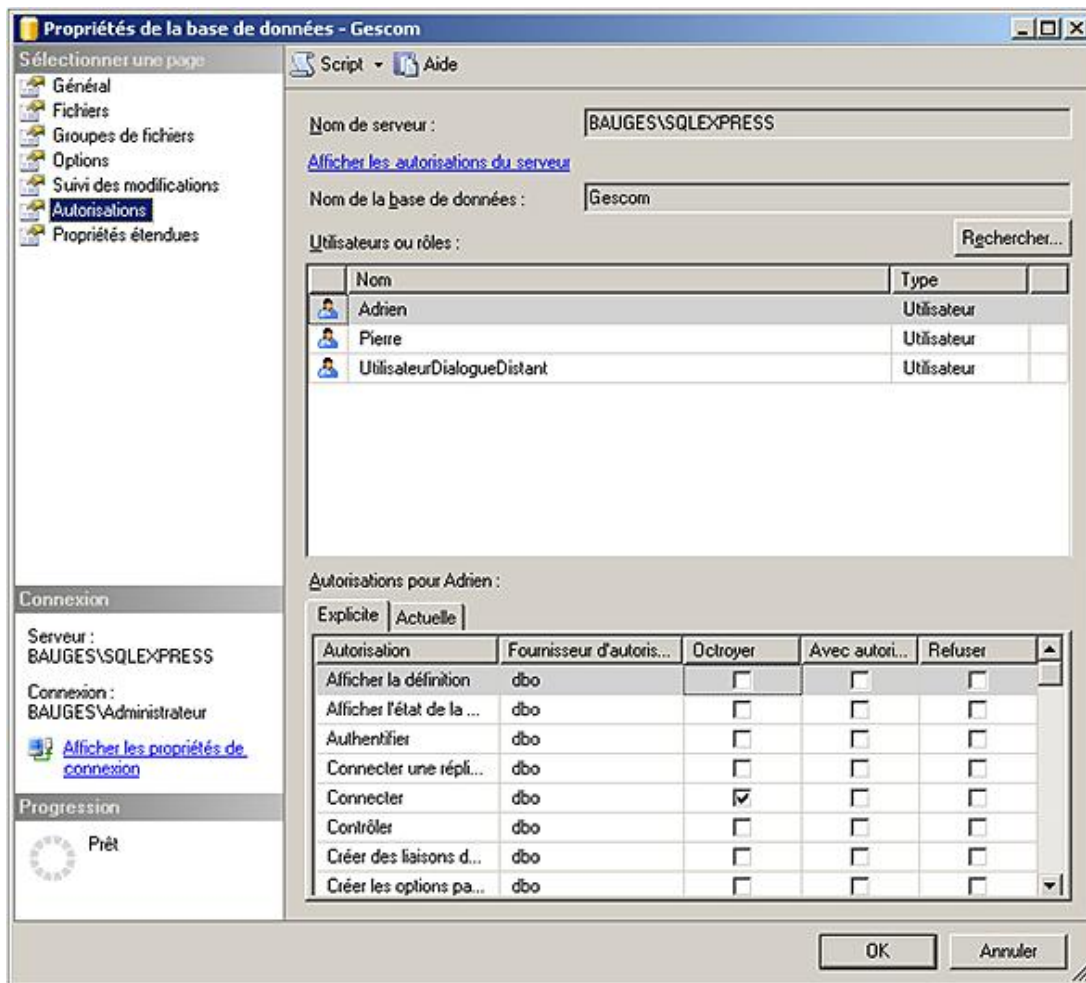 Propriétés de la base de données - Gescom
Sélectionner une page
Général
Fichiers
Groupes de fichiers
Options
Suivi des modifications
Autorisations
Propriétés étendues
Connexion
Serveur :
BAUGES\SQLEXPRESS
Connexion :
BAUGES\Administrateur
Afficher les propriétés de
connexion
Progression
Prêt
Script Aide
Nom de serveur : BAUGES\SQLEXPRESS
Afficher les autorisations du serveur
Nom de la base de données : Gescom
Utilisateurs ou rôles : Rechercher...
Nom Type
Adrien Utilisateur
Pierre Utilisateur
UtilisateurDialogueDistant Utilisateur
Autorisations pour Adrien :
Explicite Actuelle
Autorisation Fournisseur d'autoris... Octroyer Avec autori... Refuser
Afficher la définition dbo
Afficher l'état de la ... dbo
Authentifier dbo
Connecter une répli... dbo
Connecter dbo
Contrôler dbo
Créer des liaisons d... dbo
Créer les options pa... dbo
OK Annuler